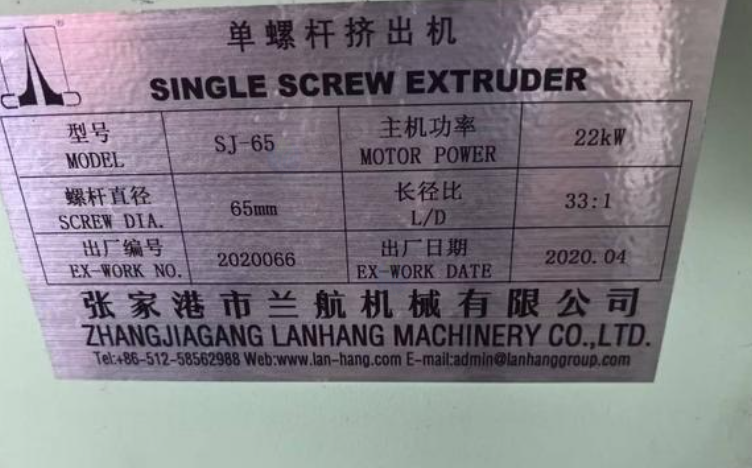 单螺杆挤出机
SINGLE SCREW EXTRUDER
型号 SJ-65 主机功率 22kW
MODEL MOTOR POWER
螺杆直径 65mm 长径比 33:1
SCREW DIA. L/D
出厂编号 2020066 出厂日期 2020.04
EX-WORK NO. EX-WORK DATE
张家港市兰航机械有限公司
ZHANGJIAGANG LANHANG MACHINERY CO.,LTD.
Tel:+86-512-58562988 Web:www.lan-hang.com E-mail:admin@lanhanggroup.com